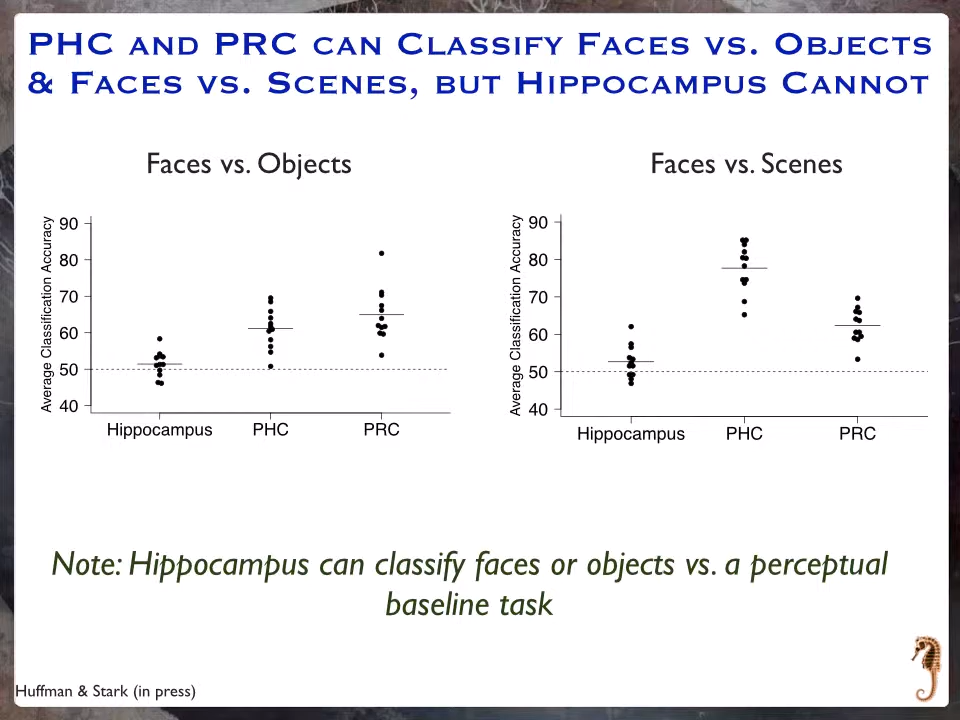 PHC AND PRC CAN CLASSIFY FACES VS. OBJECTS
& FACES VS. SCENES, BUT HIPPOCAMPUS CANNOT
Faces vs. Objects
Average Classification Accuracy
90
80
70
60
50
40
Hippocampus PHC PRC
Faces vs. Scenes
Average Classification Accuracy
90
80
70
60
50
40
Hippocampus PHC PRC
Note: Hippocampus can classify faces or objects vs. a perceptual
baseline task
Huffman & Stark (in press)